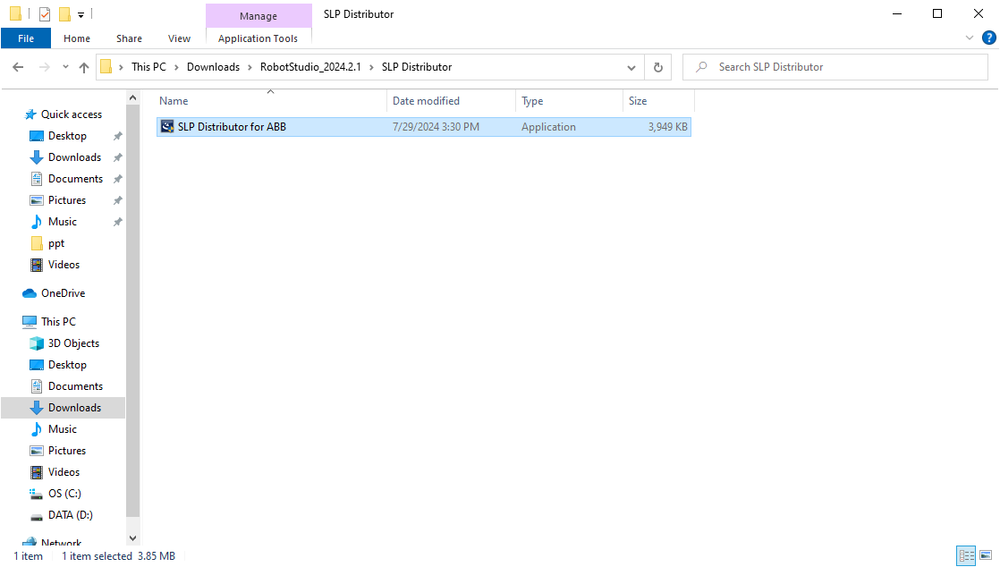 Manage
SLP Distributor
File
Home
Share
View
Application Tools
?
This PC > Downloads > RobotStudio_2024.2.1 > SLP Distributor
Search SLP Distributor
Name
Date modified
Type
Size
SLP Distributor for ABB
7/29/2024 3:30 PM
Application
3,949 KB
Quick access
Desktop
Downloads
Documents
Pictures
Music
ppt
Videos
OneDrive
This PC
3D Objects
Desktop
Documents
Downloads
Music
Pictures
Videos
OS (C:)
DATA (D:)
Network
1 item
1 item selected 3.85 MB